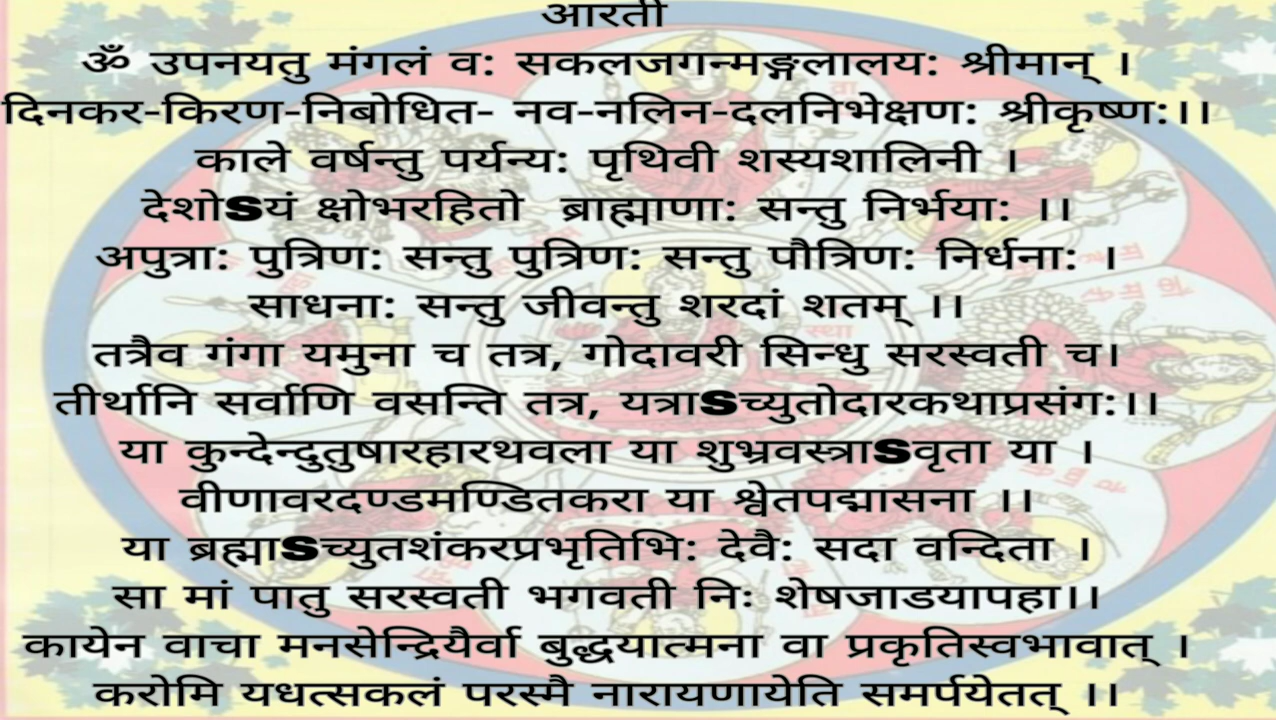 आरती
ॐ उपनयतु मंगलं व: सकलजगन्मङ्गलालय: श्रीमान् ।
दिनकर-किरण-निबोधित- नव-नलिन-दलनिभेक्षण: श्रीकृष्ण:।।
काले वर्षन्तु पर्यन्य: पृथिवी शस्यशालिनी ।
देशोSयं क्षोभरहितो ब्राह्माणा: सन्तु निर्भया: ।।
अपुत्रा: पुत्रिण: सन्तु पुत्रिण: सन्तु पौत्रिण: निर्धना: ।
साधना: सन्तु जीवन्तु शरदां शतम् ।।
तत्रैव गंगा यमुना च तत्र, गोदावरी सिन्धु सरस्वती च।
तीर्थानि सर्वाणि वसन्ति तत्र, यत्राSच्युतोदारकथाप्रसंग:।।
या कुन्देन्दुतुषारहारथवला या शुभ्रवस्त्राSवृता या ।
वीणावरदण्डमण्डितकरा या श्वेतपद्मासना ।।
या ब्रह्माSच्युतशंकरप्रभृतिभि: देवै: सदा वन्दिता ।
सा मां पातु सरस्वती भगवती निः शेषजाडयापहा।।
कायेन वाचा मनसेन्द्रियैर्वा बुद्धयात्मना वा प्रकृतिस्वभावात् ।
करोमि यधत्सकलं परस्मै नारायणायेति समर्पयेतत् ।।